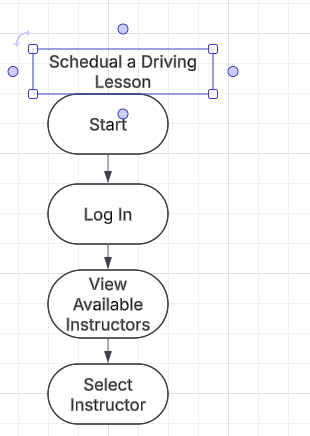 Schedual a Driving
Lesson
Start
Log In
View
Available
Instructors
Select
Instructor